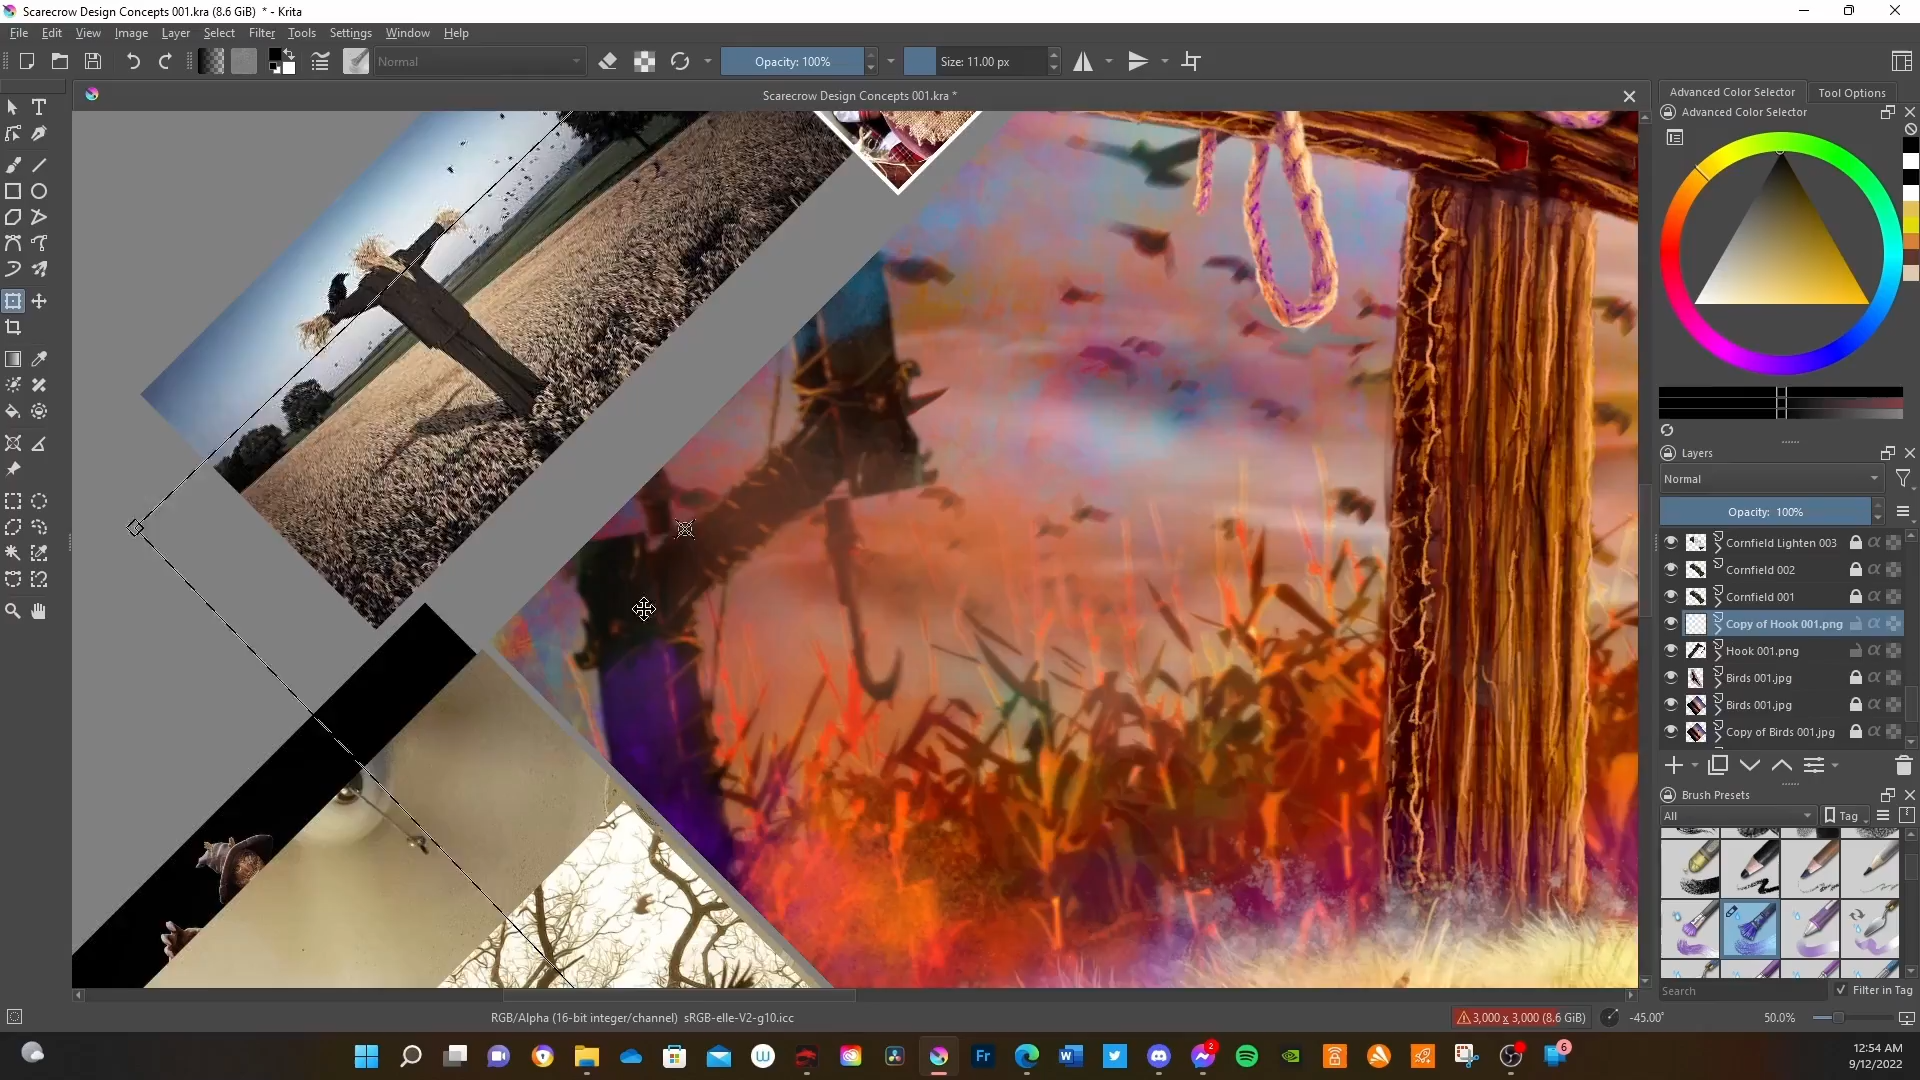 Scarecrow Design Concepts 001.kra (8.6 GiB) * - Krita
File Edit View Image Layer Select Filter Tools Settings Window Help
Normal Opacity: 100% Size: 11.00 px
Scarecrow Design Concepts 001.kra *
Advanced Color Selector Tool Options
Advanced Color Selector
Layers
Normal
Opacity: 100%
Cornfield Lighten 003
Cornfield 002
Cornfield 001
Copy of Hook 001.png
Hook 001.png
Birds 001.jpg
Birds 001.jpg
Copy of Birds 001.jpg
Brush Presets
All Tag
Search Filter in Tag
RGB/Alpha (16-bit integer/channel) sRGB-elle-V2-g10.icc 3,000 x 3,000 (8.6 GiB) -45.00° 50.0%
Fr 2 6
12:54 AM
9/12/2022